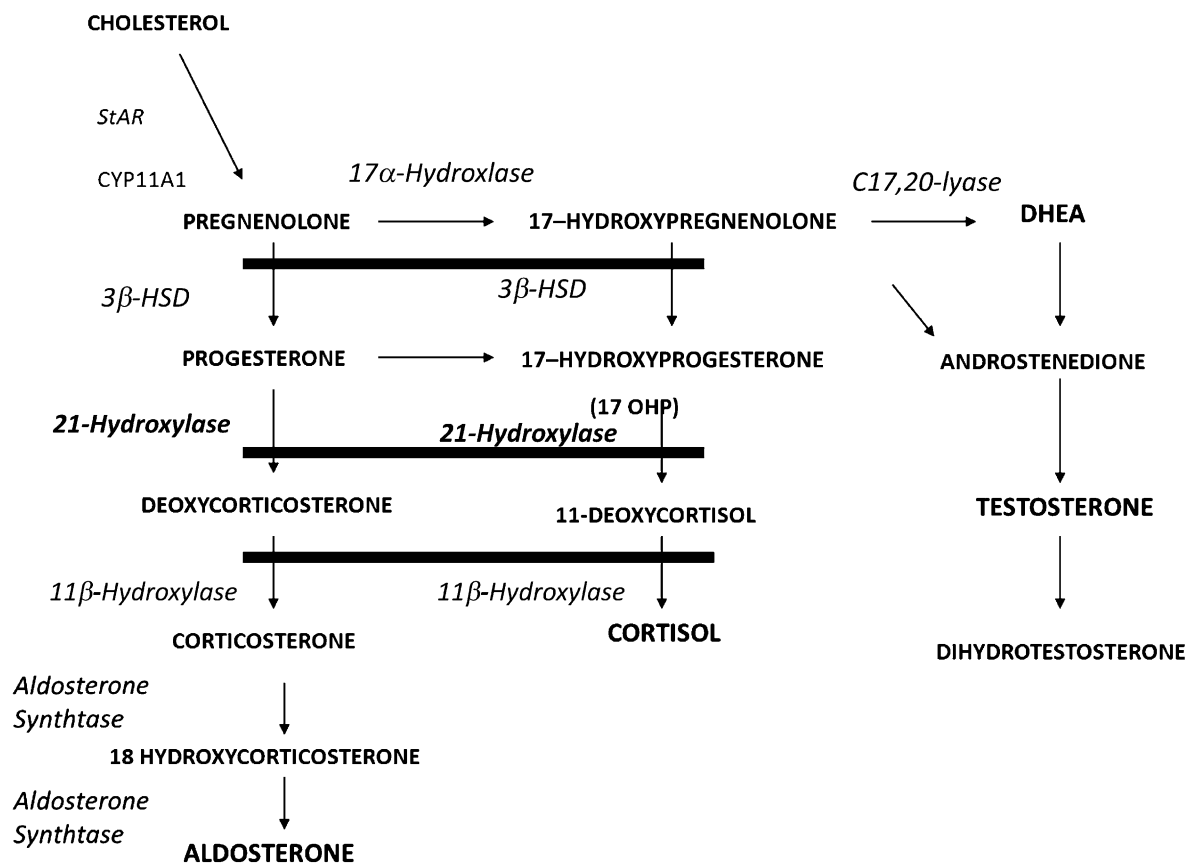 CHOLESTEROL
StAR
CYP11A1
17α-Hydroxlase
C17,20-lyase
PREGNENOLONE
17–HYDROXYPREGNENOLONE
DHEA
3β-HSD
3β-HSD
PROGESTERONE
17–HYDROXYPROGESTERONE
ANDROSTENEDIONE
(17 OHP)
21-Hydroxylase
21-Hydroxylase
DEOXYCORTICOSTERONE
11-DEOXYCORTISOL
TESTOSTERONE
11β-Hydroxylase
11β-Hydroxylase
CORTICOSTERONE
CORTISOL
DIHYDROTESTOSTERONE
Aldosterone
Synthtase
18 HYDROXYCORTICOSTERONE
Aldosterone
Synthtase
ALDOSTERONE